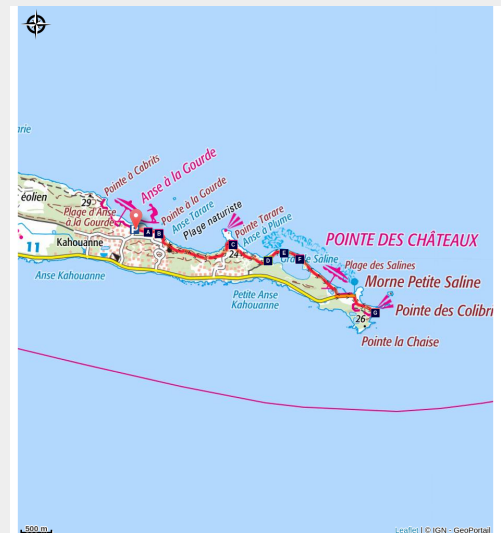 rie
éolien
29
Pointe à Cabrits
Anse à la Gourde
Plage d'Anse
à la Gourde
Pointe à la Gourde
Anse Tarare
Plage naturiste
Pointe Tarare
Anse à Plume
24
11
Kahouanne
Anse Kahouanne
Petite Anse
Kahouanne
A
B
C
D
E
F
G
Grande Saline
POINTE DES CHÂTEAUX
Plage des Salines
Morne Petite Saline
Pointe des Colibri
26
Pointe la Chaise
500 m
Leaflet | © IGN - GeoPortail